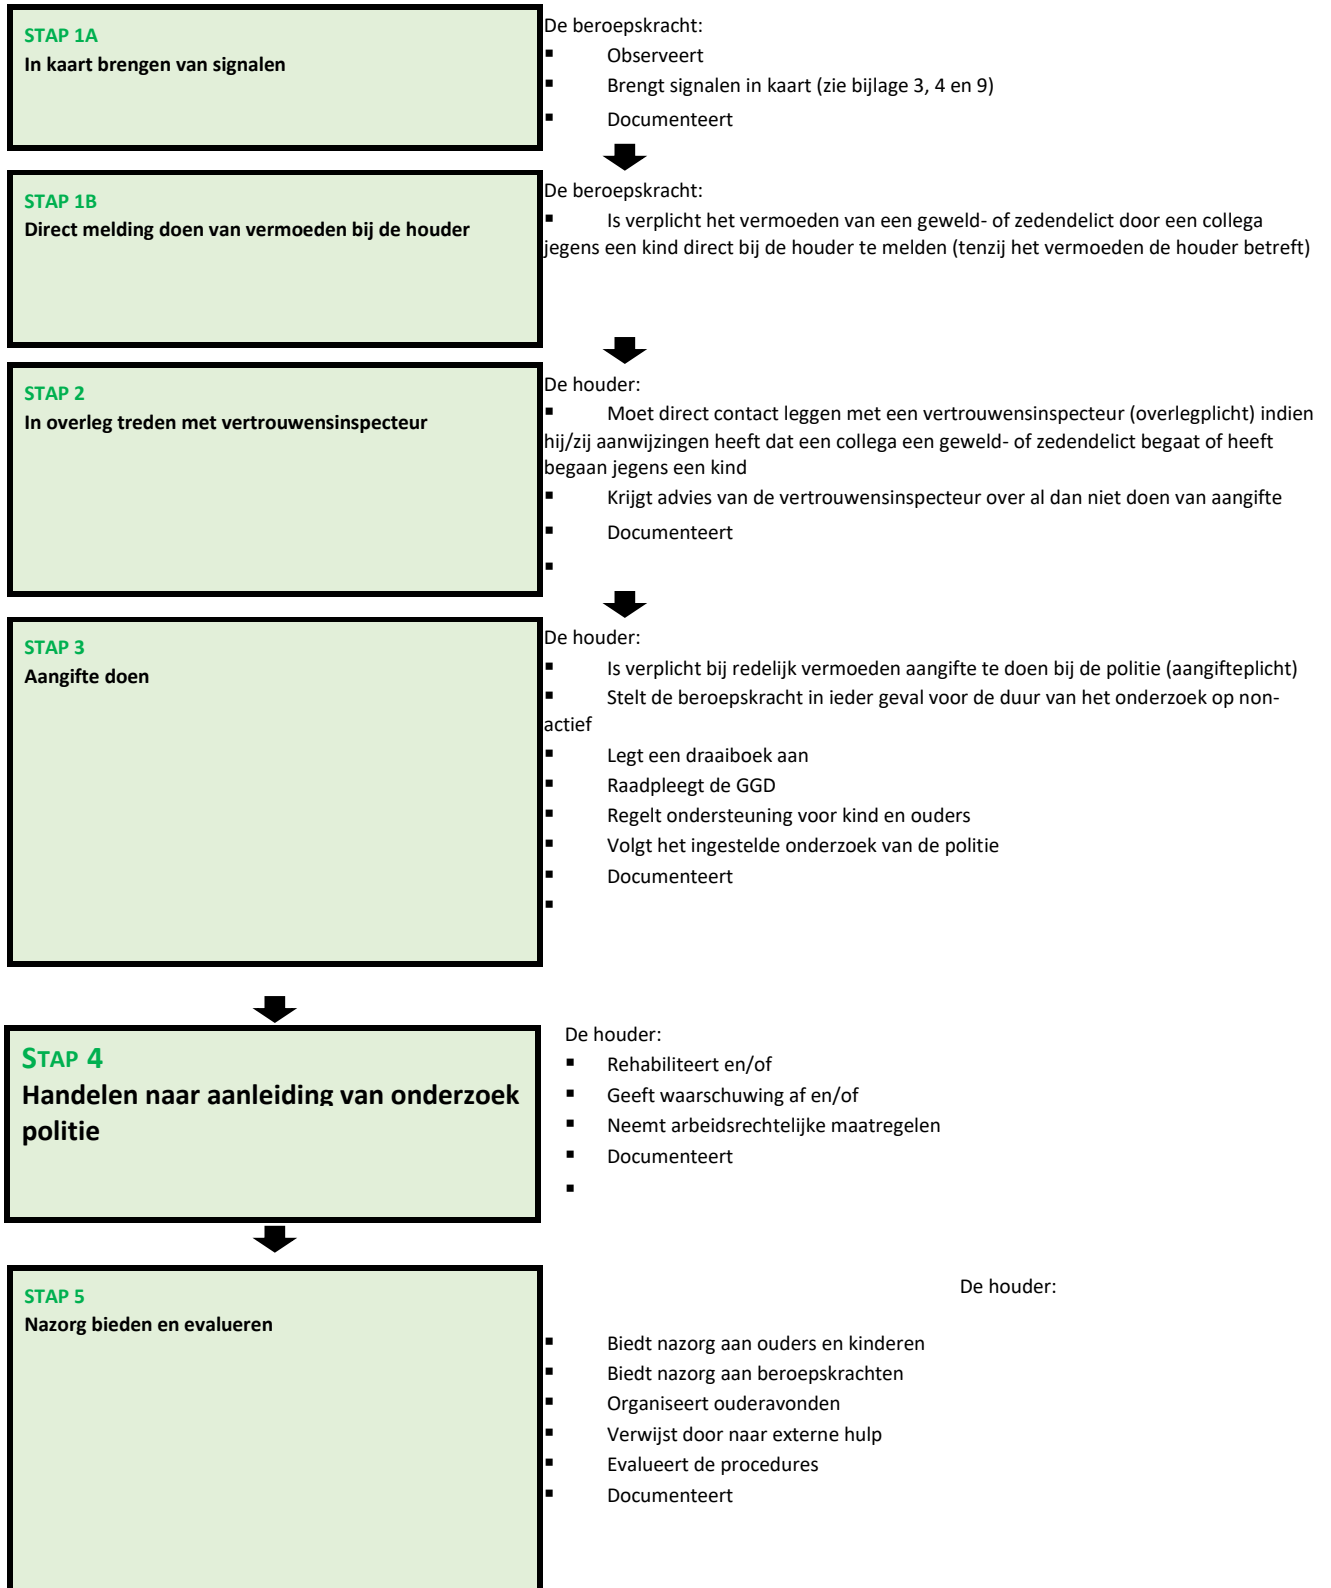 STAP 1A
In kaart brengen van signalen
De beroepskracht:
▪ Observeert
▪ Brengt signalen in kaart (zie bijlage 3, 4 en 9)
▪ Documenteert
STAP 1B
Direct melding doen van vermoeden bij de houder
De beroepskracht:
▪ Is verplicht het vermoeden van een geweld- of zedendelict door een collega
jegens een kind direct bij de houder te melden (tenzij het vermoeden de houder betreft)
STAP 2
In overleg treden met vertrouwensinspecteur
De houder:
▪ Moet direct contact leggen met een vertrouwensinspecteur (overlegplicht) indien
hij/zij aanwijzingen heeft dat een collega een geweld- of zedendelict begaat of heeft
begaan jegens een kind
▪ Krijgt advies van de vertrouwensinspecteur over al dan niet doen van aangifte
▪ Documenteert
▪
STAP 3
Aangifte doen
De houder:
▪ Is verplicht bij redelijk vermoeden aangifte te doen bij de politie (aangifteplicht)
▪ Stelt de beroepskracht in ieder geval voor de duur van het onderzoek op non-
actief
▪ Legt een draaiboek aan
▪ Raadpleegt de GGD
▪ Regelt ondersteuning voor kind en ouders
▪ Volgt het ingestelde onderzoek van de politie
▪ Documenteert
▪
STAP 4
Handelen naar aanleiding van onderzoek
politie
De houder:
▪ Rehabiliteert en/of
▪ Geeft waarschuwing af en/of
▪ Neemt arbeidsrechtelijke maatregelen
▪ Documenteert
▪
STAP 5
Nazorg bieden en evalueren
De houder:
▪ Biedt nazorg aan ouders en kinderen
▪ Biedt nazorg aan beroepskrachten
▪ Organiseert ouderavonden
▪ Verwijst door naar externe hulp
▪ Evalueert de procedures
▪ Documenteert